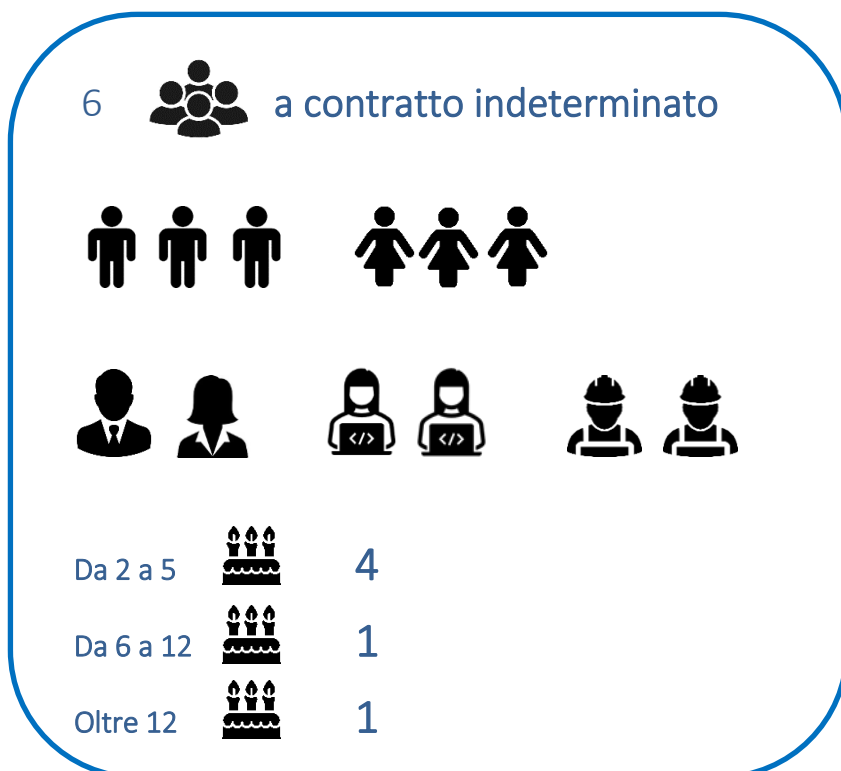 6 a contratto indeterminato
</> </>
Da 2 a 5 4
Da 6 a 12 1
Oltre 12 1